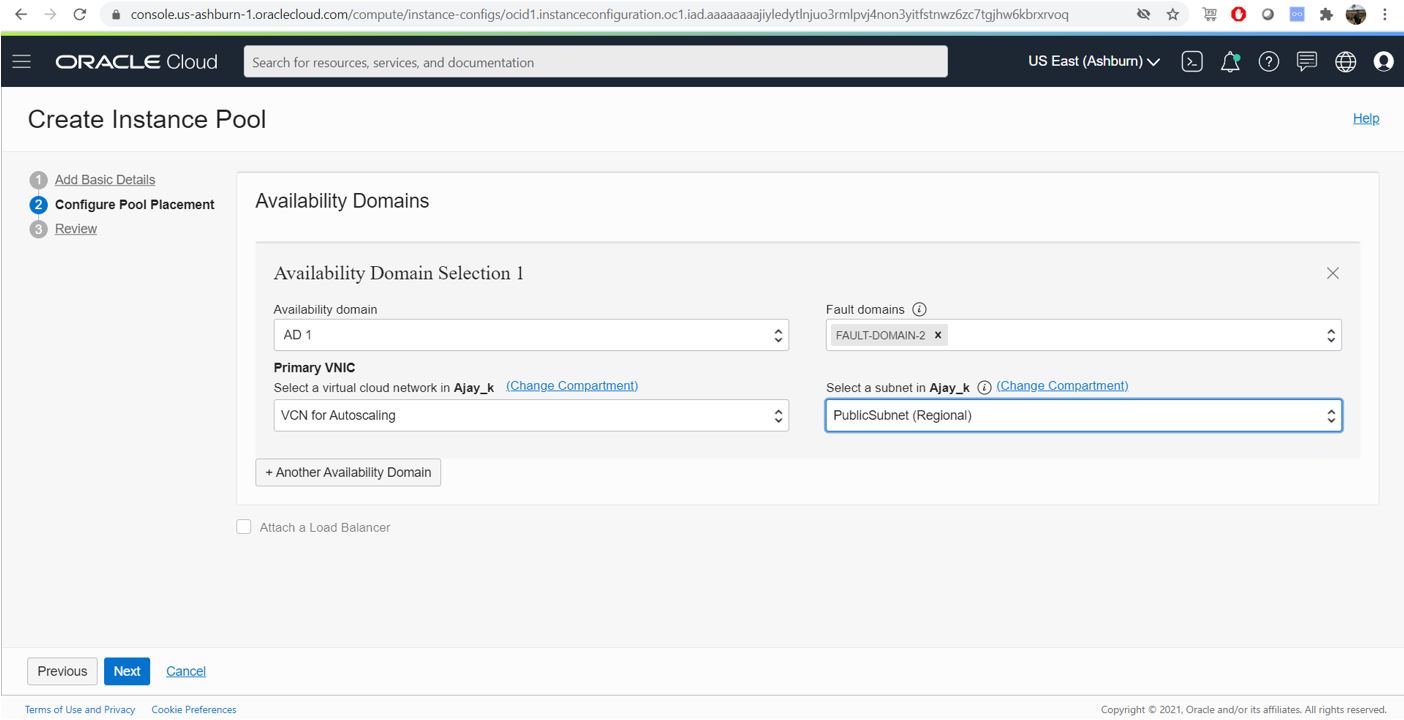 console.us-ashburn-1.oraclecloud.com/compute/instance-configs/ocid1.instanceconfiguration.oc1.iad.aaaaaaaajiyledytlnjuo3rmlpvj4non3yitfstnwz6zc7tgjhw6kbrxrvoq
ORACLE Cloud
Search for resources, services, and documentation
US East (Ashburn)
Create Instance Pool
Help
1 Add Basic Details
2 Configure Pool Placement
3 Review
Availability Domains
Availability Domain Selection 1
Availability domain
Fault domains
AD 1
FAULT-DOMAIN-2 x
Primary VNIC
Select a virtual cloud network in Ajay_k (Change Compartment)
Select a subnet in Ajay_k (Change Compartment)
VCN for Autoscaling
PublicSubnet (Regional)
+ Another Availability Domain
Attach a Load Balancer
Previous
Next
Cancel
Terms of Use and Privacy
Cookie Preferences
Copyright © 2021, Oracle and/or its affiliates. All rights reserved.